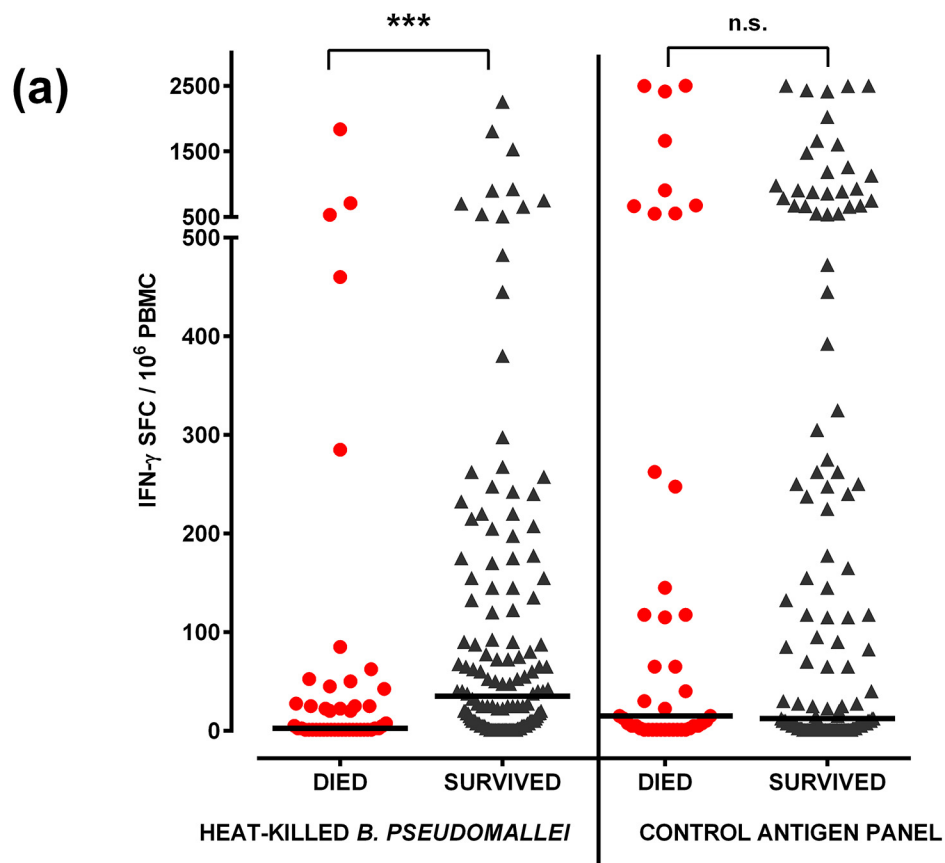 (a)
***
n.s.
IFN-γ SFC / 10⁶ PBMC
2500
1500
500
500
400
300
200
100
0
DIED SURVIVED DIED SURVIVED
HEAT-KILLED B. PSEUDOMALLEI CONTROL ANTIGEN PANEL